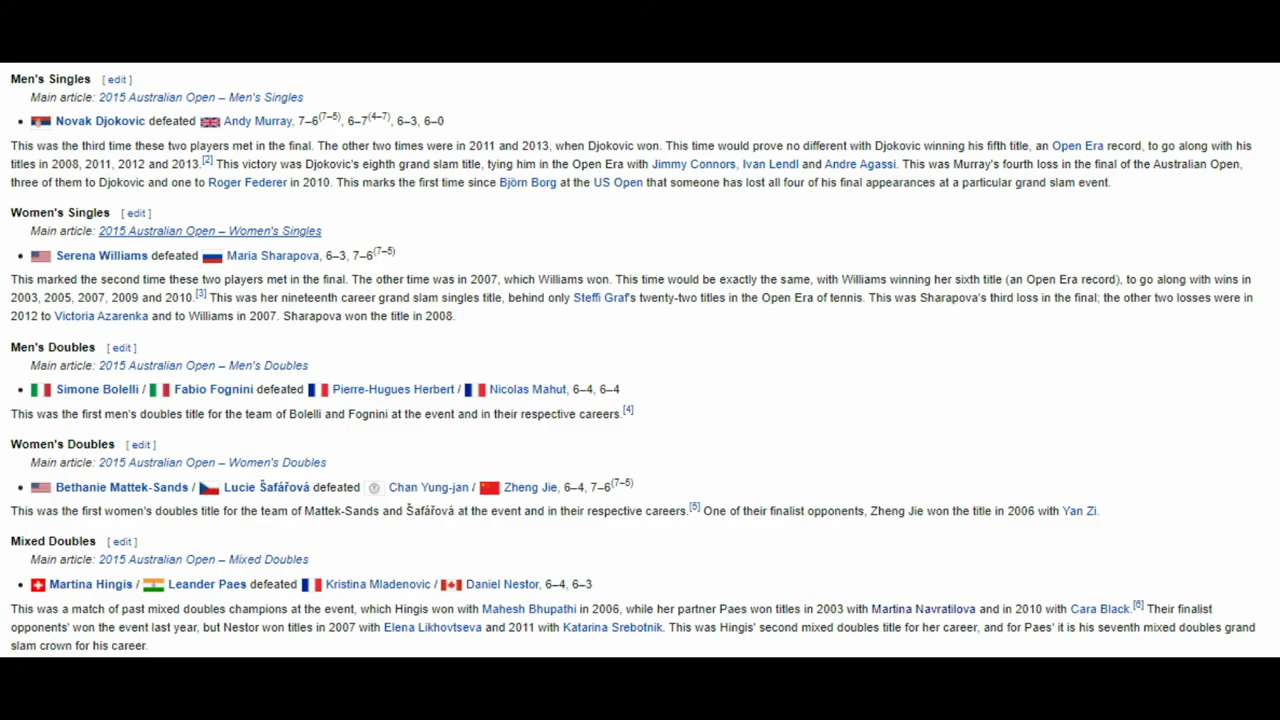 Men's Singles [ edit ]
Main article: 2015 Australian Open – Men's Singles
• Novak Djokovic defeated Andy Murray, 7–6(7–5), 6–7(4–7), 6–3, 6–0
This was the third time these two players met in the final. The other two times were in 2011 and 2013, when Djokovic won. This time would prove no different with Djokovic winning his fifth title, an Open Era record, to go along with his
titles in 2008, 2011, 2012 and 2013.[2] This victory was Djokovic's eighth grand slam title, tying him in the Open Era with Jimmy Connors, Ivan Lendl and Andre Agassi. This was Murray's fourth loss in the final of the Australian Open,
three of them to Djokovic and one to Roger Federer in 2010. This marks the first time since Björn Borg at the US Open that someone has lost all four of his final appearances at a particular grand slam event.
Women's Singles [ edit ]
Main article: 2015 Australian Open – Women's Singles
• Serena Williams defeated Maria Sharapova, 6–3, 7–6(7–5)
This marked the second time these two players met in the final. The other time was in 2007, which Williams won. This time would be exactly the same, with Williams winning her sixth title (an Open Era record), to go along with wins in
2003, 2005, 2007, 2009 and 2010.[3] This was her nineteenth career grand slam singles title, behind only Steffi Graf's twenty-two titles in the Open Era of tennis. This was Sharapova's third loss in the final; the other two losses were in
2012 to Victoria Azarenka and to Williams in 2007. Sharapova won the title in 2008.
Men's Doubles [ edit ]
Main article: 2015 Australian Open – Men's Doubles
• Simone Bolelli / Fabio Fognini defeated Pierre-Hugues Herbert / Nicolas Mahut, 6–4, 6–4
This was the first men's doubles title for the team of Bolelli and Fognini at the event and in their respective careers.[4]
Women's Doubles [ edit ]
Main article: 2015 Australian Open – Women's Doubles
• Bethanie Mattek-Sands / Lucie Šafářová defeated Chan Yung-jan / Zheng Jie, 6–4, 7–6(7–5)
This was the first women's doubles title for the team of Mattek-Sands and Šafářová at the event and in their respective careers.[5] One of their finalist opponents, Zheng Jie won the title in 2006 with Yan Zi.
Mixed Doubles [ edit ]
Main article: 2015 Australian Open – Mixed Doubles
• Martina Hingis / Leander Paes defeated Kristina Mladenovic / Daniel Nestor, 6–4, 6–3
This was a match of past mixed doubles champions at the event, which Hingis won with Mahesh Bhupathi in 2006, while her partner Paes won titles in 2003 with Martina Navratilova and in 2010 with Cara Black.[6] Their finalist
opponents' won the event last year, but Nestor won titles in 2007 with Elena Likhovtseva and 2011 with Katarina Srebotnik. This was Hingis' second mixed doubles title for her career, and for Paes' it is his seventh mixed doubles grand
slam crown for his career.